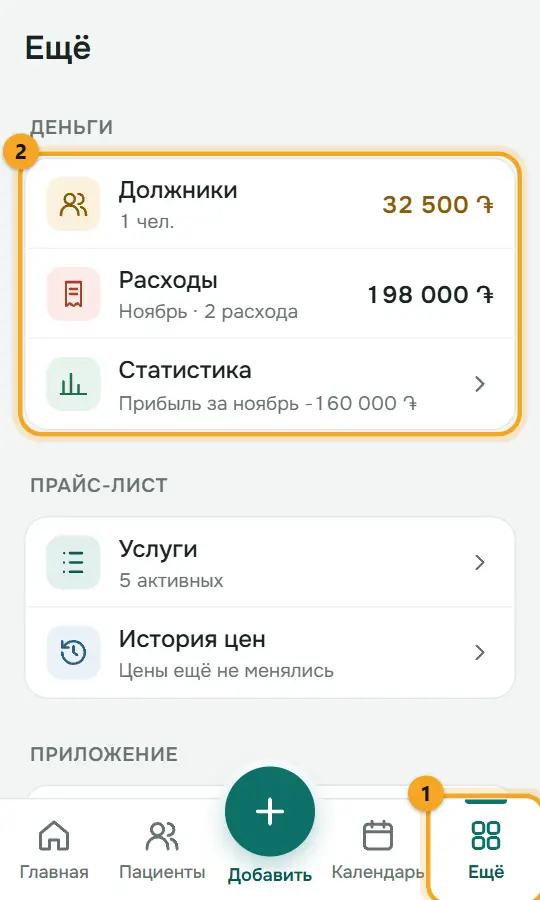 Ещё
ДЕНЬГИ
2
Должники
1 чел.
32 500 ֏
Расходы
Ноябрь · 2 расхода
198 000 ֏
Статистика
Прибыль за ноябрь -160 000 ֏
ПРАЙС-ЛИСТ
Услуги
5 активных
История цен
Цены ещё не менялись
ПРИЛОЖЕНИЕ
1
Главная
Пациенты
Добавить
Календарь
Ещё